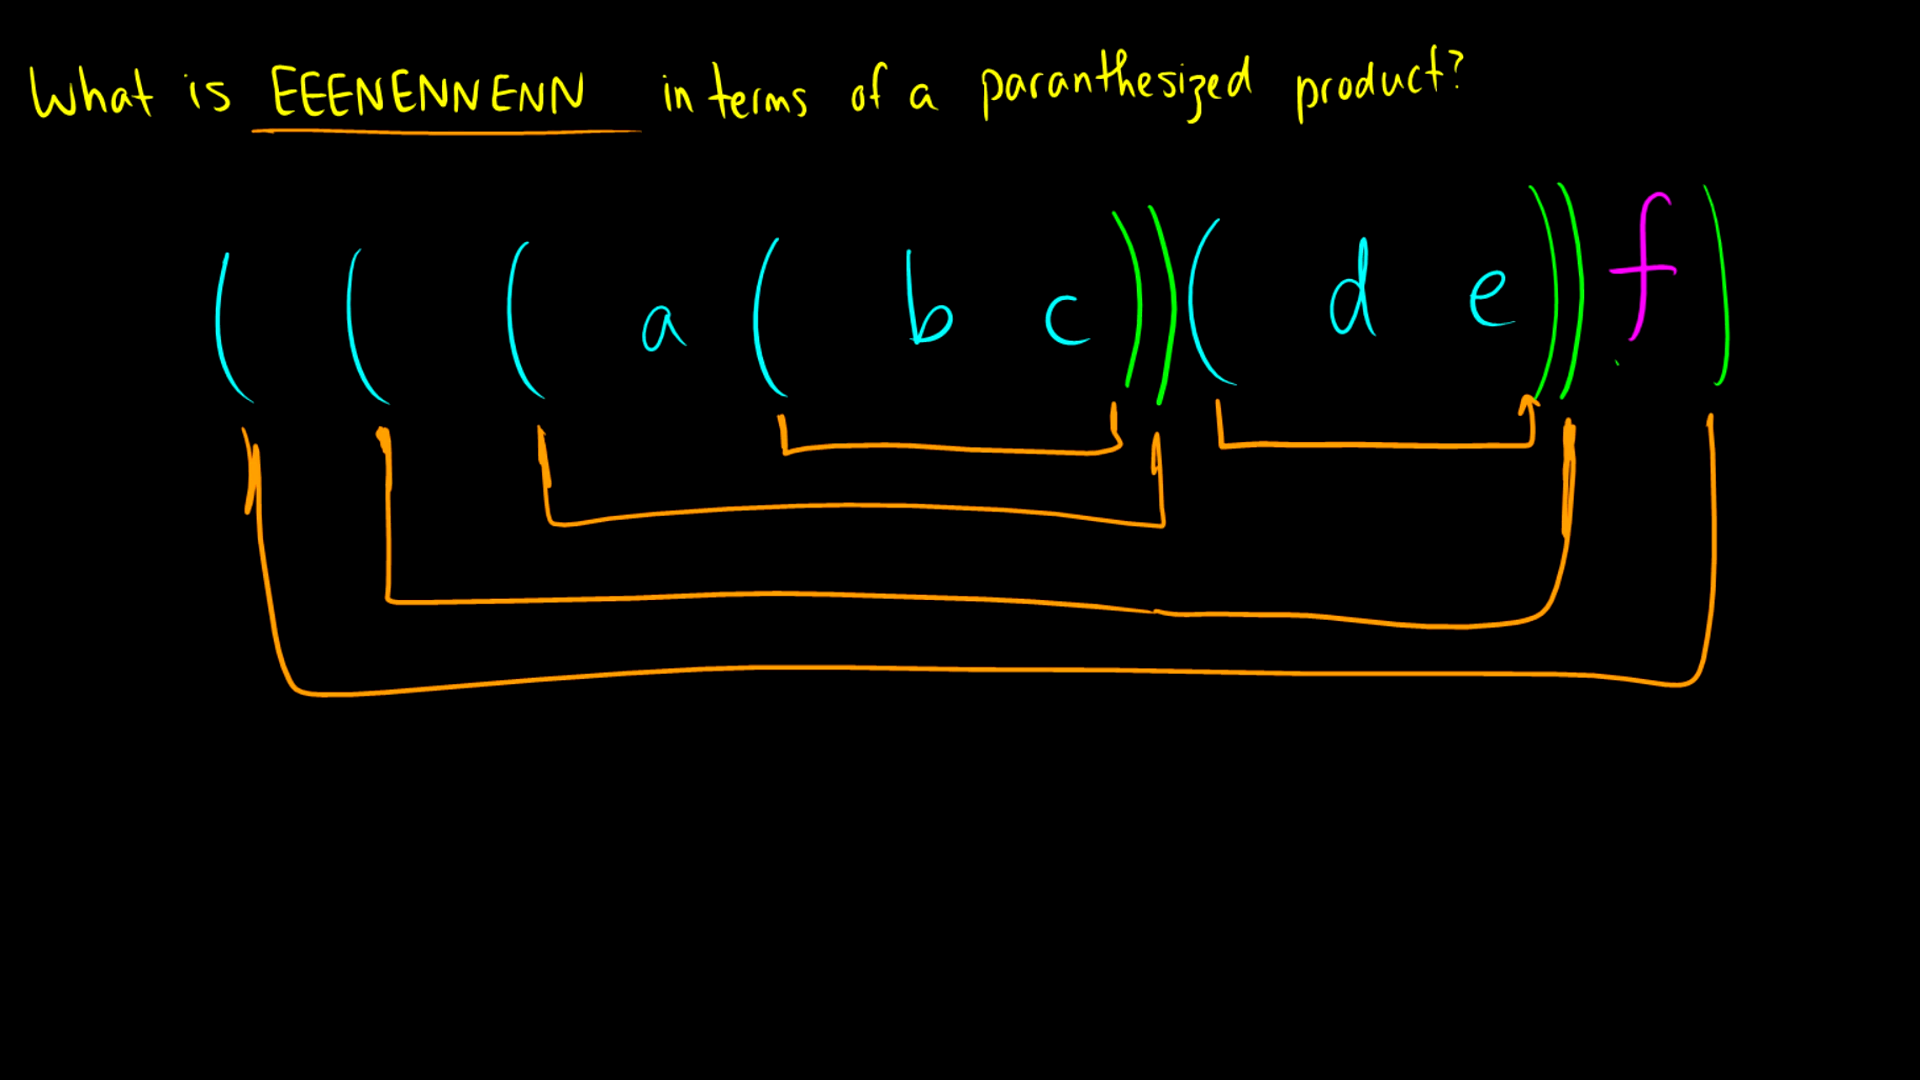 What is EEENENNENN in terms of a paranthesized product?
( ( ( a ( b c ) ) ( d e ) ) f )